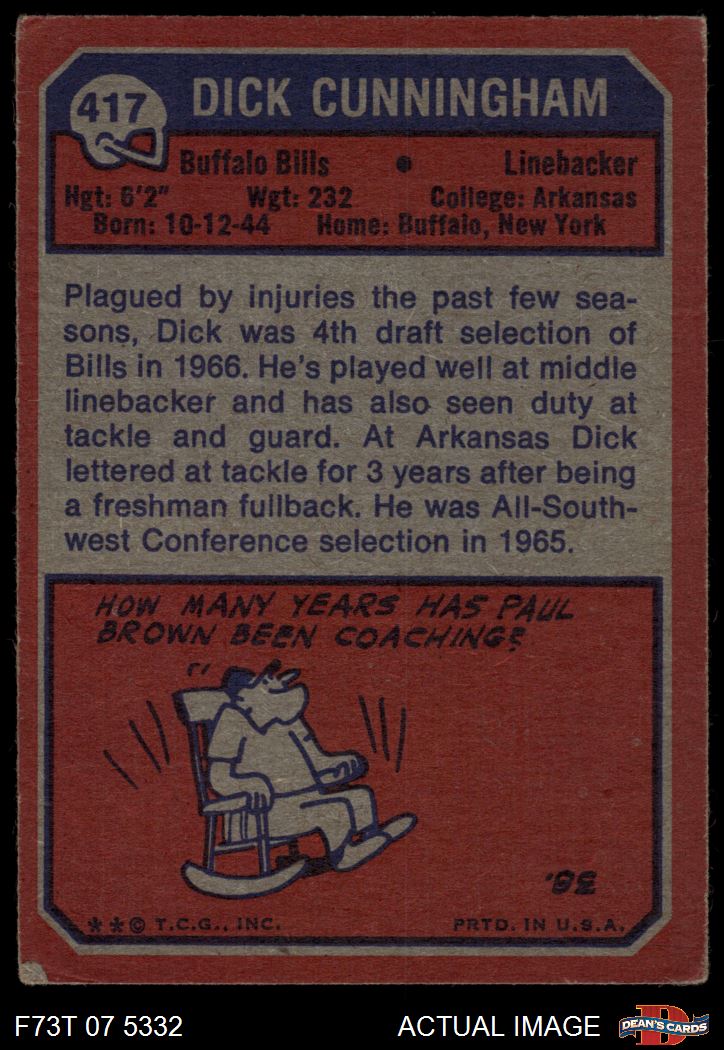 417
DICK CUNNINGHAM
Buffalo Bills • Linebacker
Hgt: 6'2" Wgt: 232 College: Arkansas
Born: 10-12-44 Home: Buffalo, New York
Plagued by injuries the past few sea-
sons, Dick was 4th draft selection of
Bills in 1966. He's played well at middle
linebacker and has also seen duty at
tackle and guard. At Arkansas Dick
lettered at tackle for 3 years after being
a freshman fullback. He was All-South-
west Conference selection in 1965.
HOW MANY YEARS HAS PAUL
BROWN BEEN COACHING?
38.
**© T.C.G., INC. PRTD. IN U.S.A.
F73T 07 5332 ACTUAL IMAGE DEAN'S CARDS